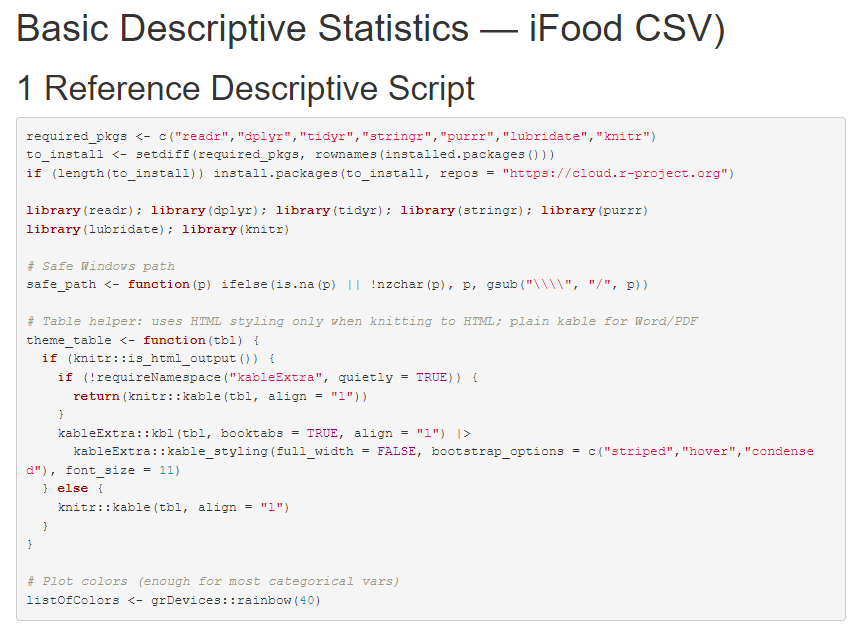 Basic Descriptive Statistics — iFood CSV)
1 Reference Descriptive Script
required_pkgs <- c("readr","dplyr","tidyr","stringr","purrr","lubridate","knitr")
to_install <- setdiff(required_pkgs, rownames(installed.packages()))
if (length(to_install)) install.packages(to_install, repos = "https://cloud.r-project.org")

library(readr); library(dplyr); library(tidyr); library(stringr); library(purrr)
library(lubridate); library(knitr)

# Safe Windows path
safe_path <- function(p) ifelse(is.na(p) || !nzchar(p), p, gsub("\\\\", "/", p))

# Table helper: uses HTML styling only when knitting to HTML; plain kable for Word/PDF
theme_table <- function(tbl) {
  if (knitr::is_html_output()) {
    if (!requireNamespace("kableExtra", quietly = TRUE)) {
      return(knitr::kable(tbl, align = "l"))
    }
    kableExtra::kbl(tbl, booktabs = TRUE, align = "l") |>
      kableExtra::kable_styling(full_width = FALSE, bootstrap_options = c("striped","hover","condense
d"), font_size = 11)
  } else {
    knitr::kable(tbl, align = "l")
  }
}

# Plot colors (enough for most categorical vars)
listOfColors <- grDevices::rainbow(40)